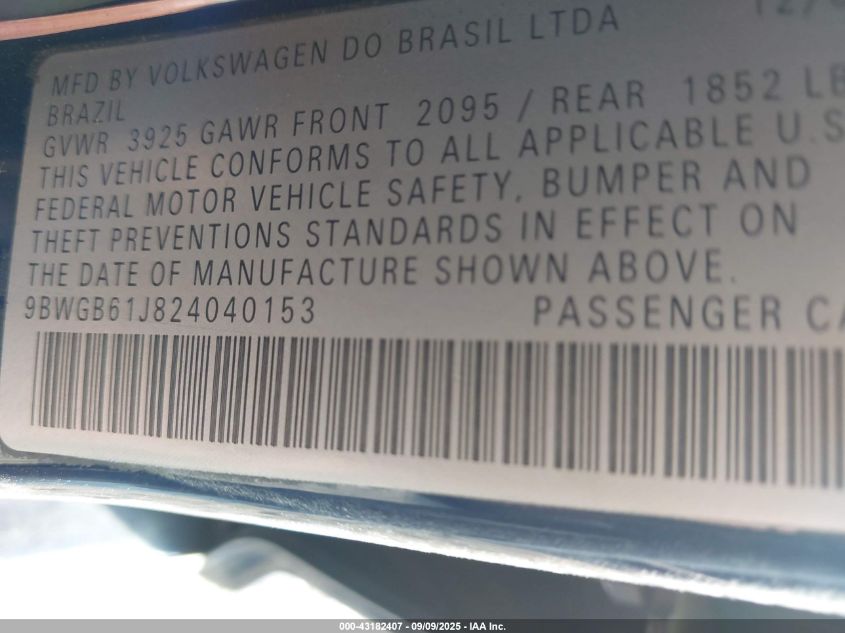 MFD BY VOLKSWAGEN DO BRASIL LTDA
BRAZIL
GVWR 3925 GAWR FRONT 2095 / REAR 1852 LB
THIS VEHICLE CONFORMS TO ALL APPLICABLE U.S
FEDERAL MOTOR VEHICLE SAFETY, BUMPER AND
THEFT PREVENTIONS STANDARDS IN EFFECT ON
THE DATE OF MANUFACTURE SHOWN ABOVE.
9BWGB61J824040153 PASSENGER CA
000-43182407 - 09/09/2025 - IAA Inc.